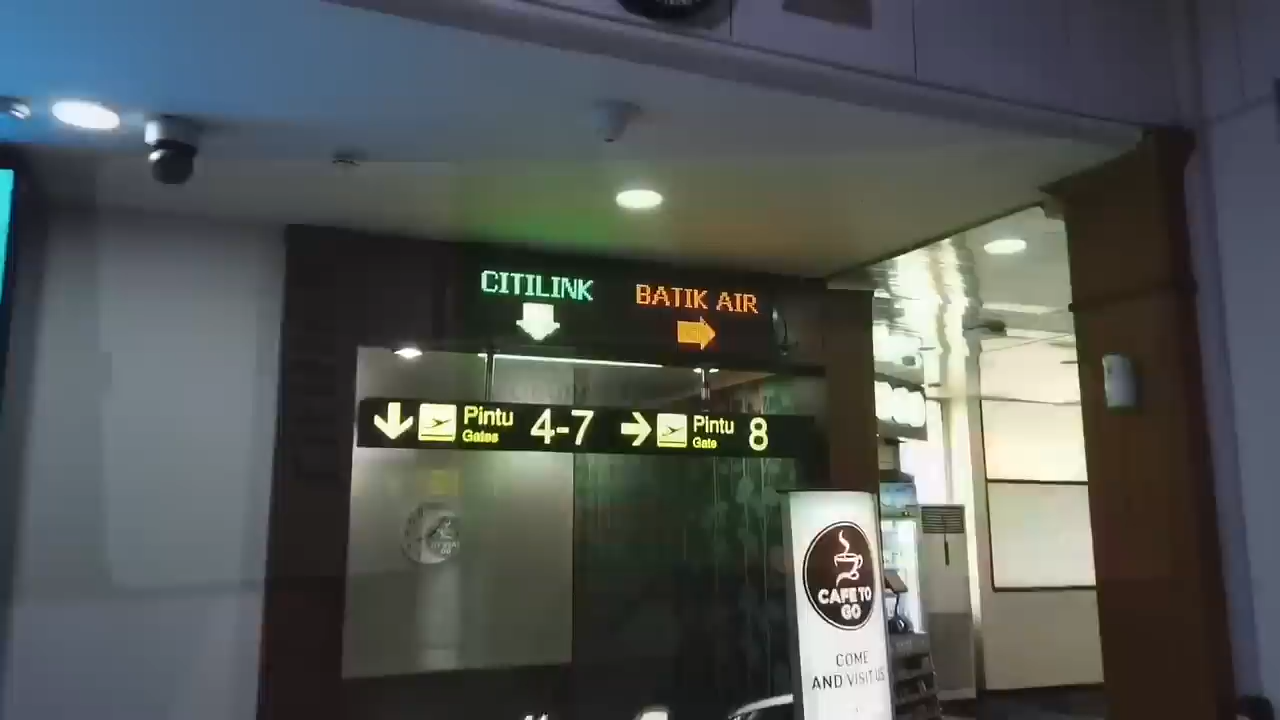 CITILINK
BATIK AIR
Pintu
Gates
4-7
Pintu
Gate
8
CAFE TO
GO
COME
AND VISIT US